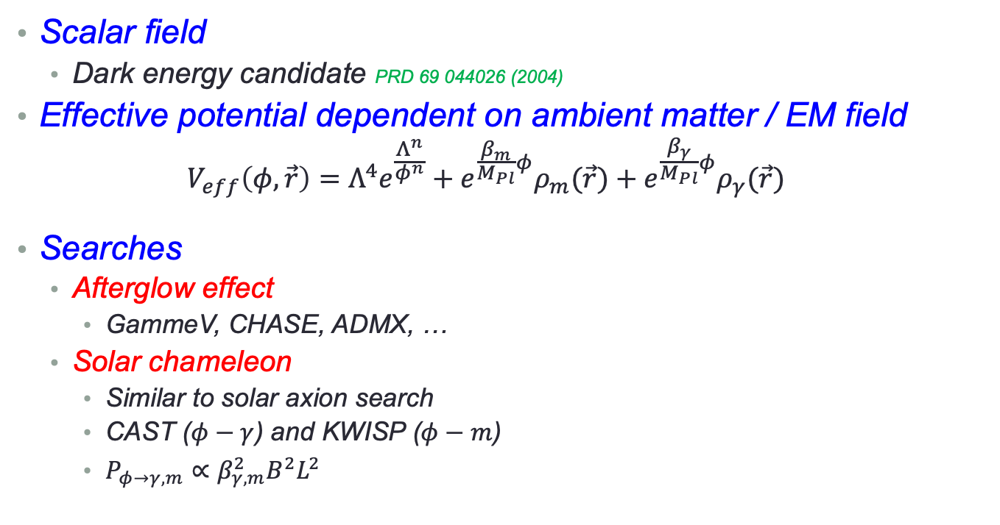 • Scalar field
• Dark energy candidate PRD 69 044026 (2004)
• Effective potential dependent on ambient matter / EM field
$V_{eff}(\phi, \vec{r}) = \Lambda^4 e^{\frac{\Lambda^n}{\phi^n}} + e^{\frac{\beta_m}{M_{Pl}}\phi} \rho_m(\vec{r}) + e^{\frac{\beta_\gamma}{M_{Pl}}\phi} \rho_\gamma(\vec{r})$
• Searches
• Afterglow effect
• GammeV, CHASE, ADMX, …
• Solar chameleon
• Similar to solar axion search
• CAST ($\phi - \gamma$) and KWISP ($\phi - m$)
• $P_{\phi \to \gamma,m} \propto \beta_{\gamma,m}^2 B^2 L^2$